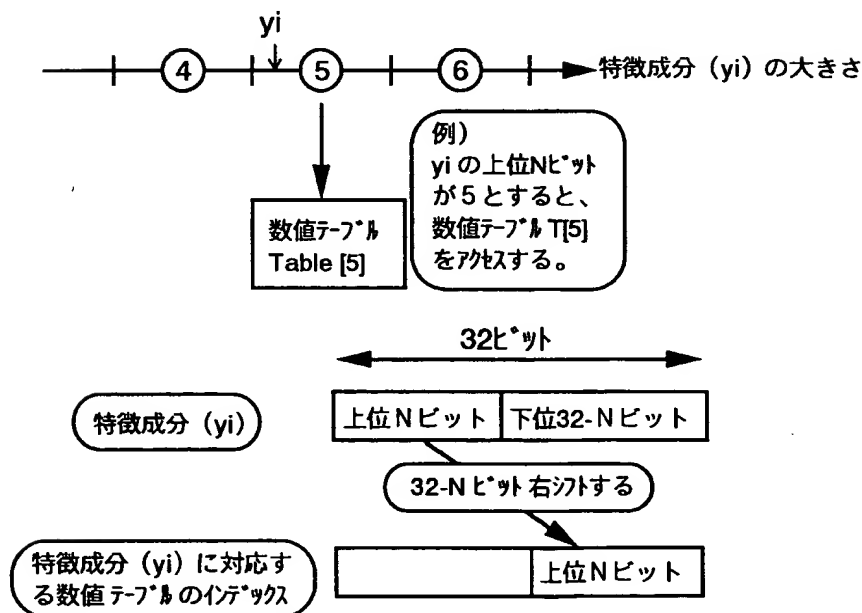 yi
④ ⑤ ⑥ 特徴成分（yi）の大きさ
例）
yi の上位Nビット
が5とすると、
数値テーブル T[5]
をアクセスする。
数値テーブル
Table [5]
32ビット
特徴成分（yi）
上位Nビット 下位32-Nビット
32-Nビット右シフトする
特徴成分（yi）に対応す
る数値テーブルのインデックス
上位Nビット